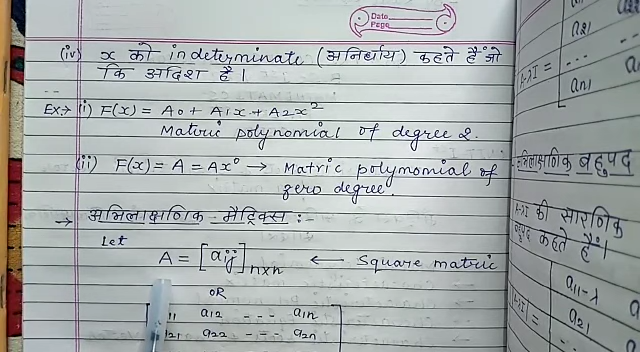 Date
Page
(iv) x को indeterminate (अनिर्धार्य) कहते हैं जो
कि अदिश है।
Ex→ (i) F(x) = A₀ + A₁x + A₂x²
Matric polynomial of degree 2.
(ii) F(x) = A = Ax⁰ → Matric polynomial of
zero degree.
→ अभिलाक्षणिक मैट्रिक्स :-
Let
A = [aij]n×n ← Square matric
OR
a12 --- a1n
a21 a22 --- a2n
a21
A-λI = ---
an1
अभिलाक्षणिक बहुपद
A-λI की सारणिक
बहुपद कहते हैं।
a11-λ
|A-λI| = a21